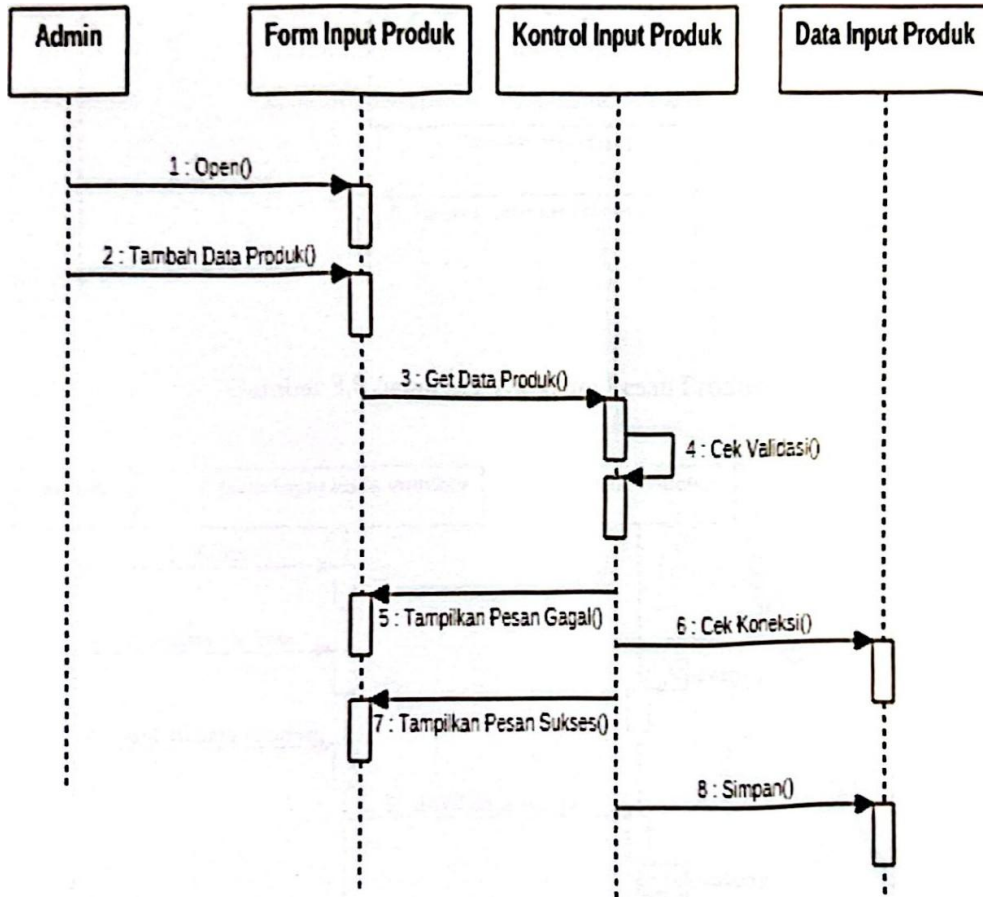 Admin
Form Input Produk
Kontrol Input Produk
Data Input Produk
1 : Open()
2 : Tambah Data Produk()
3 : Get Data Produk()
4 : Cek Validasi()
5 : Tampilkan Pesan Gagal()
6 : Cek Koneksi()
7 : Tampilkan Pesan Sukses()
8 : Simpan()